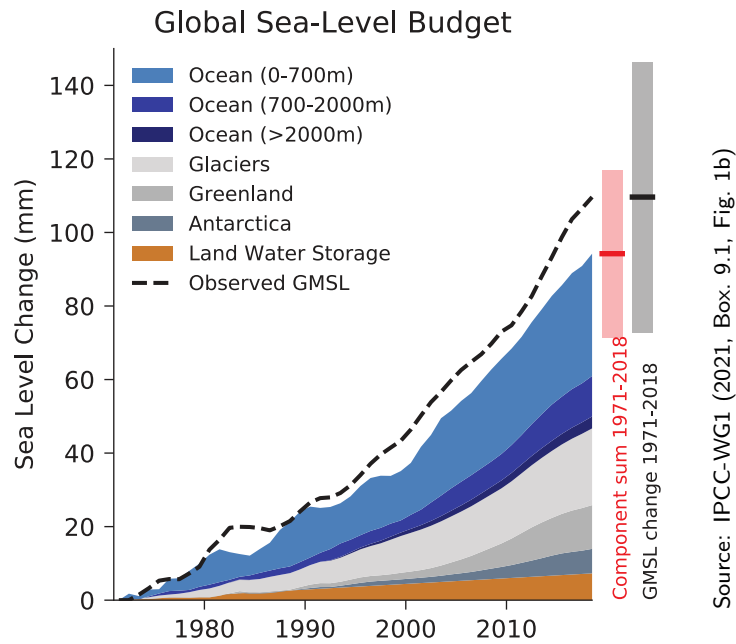 Global Sea-Level Budget
Sea Level Change (mm)
140
120
100
80
60
40
20
0
1980
1990
2000
2010
Ocean (0-700m)
Ocean (700-2000m)
Ocean (>2000m)
Glaciers
Greenland
Antarctica
Land Water Storage
Observed GMSL
Component sum 1971-2018
GMSL change 1971-2018
Source: IPCC-WG1 (2021, Box. 9.1, Fig. 1b)